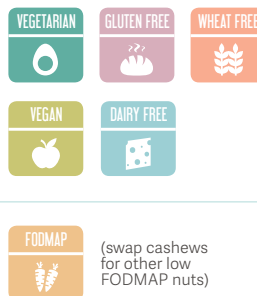 VEGETARIAN GLUTEN FREE WHEAT FREE
VEGAN DAIRY FREE
FODMAP
(swap cashews
for other low
FODMAP nuts)